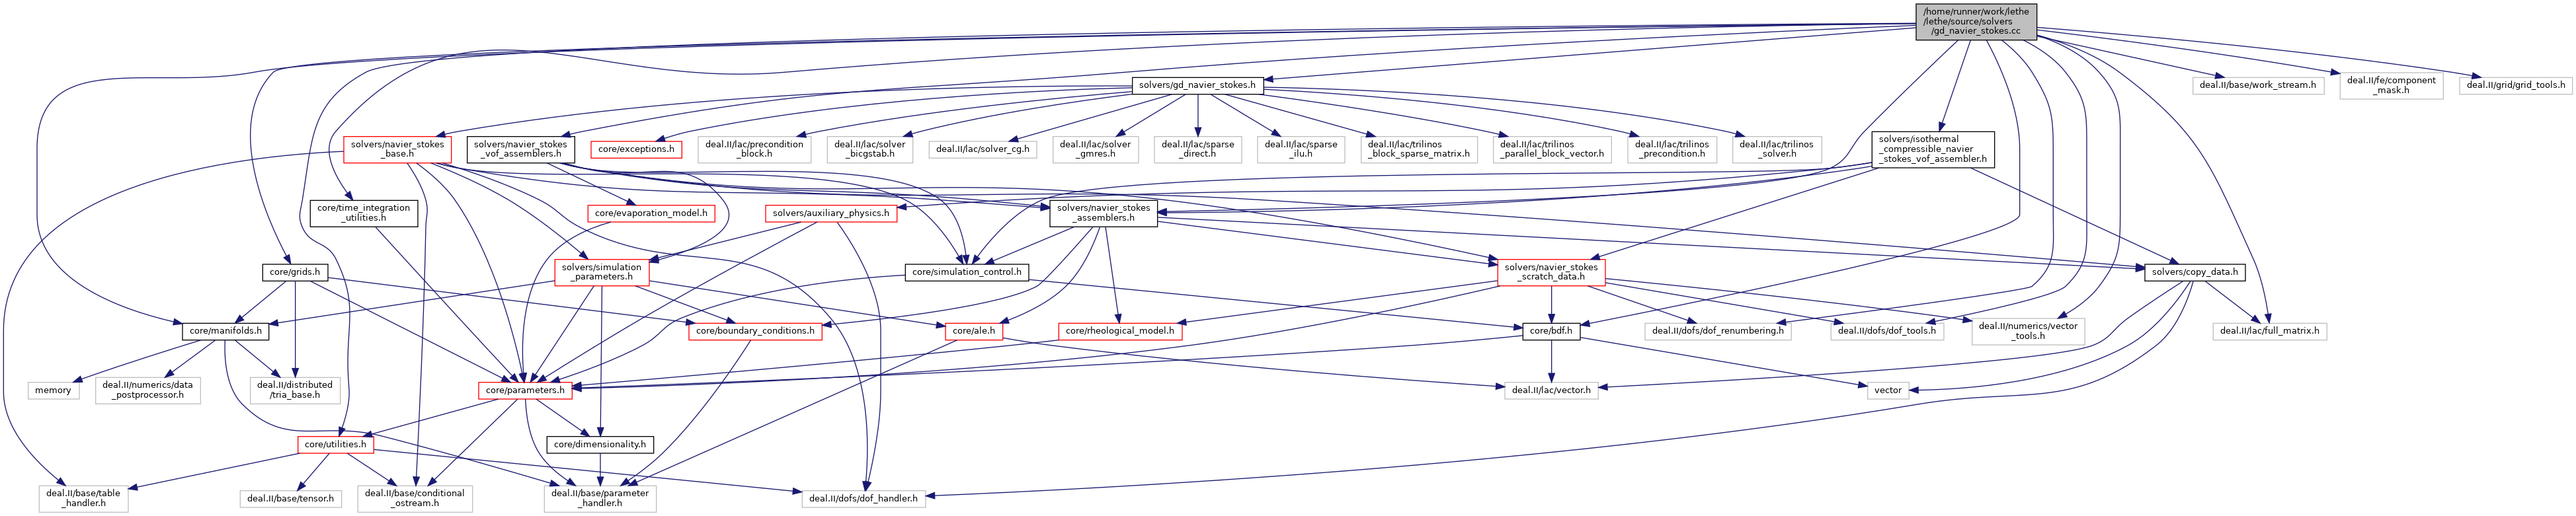 /home/runner/work/lethe
/lethe/source/solvers
/gd_navier_stokes.cc
solvers/gd_navier_stokes.h
deal.II/base/work_stream.h
deal.II/fe/component
_mask.h
deal.II/grid/grid_tools.h
solvers/navier_stokes
_base.h
solvers/navier_stokes
_vof_assemblers.h
core/exceptions.h
deal.II/lac/precondition
_block.h
deal.II/lac/solver
_bicgstab.h
deal.II/lac/solver_cg.h
deal.II/lac/solver
_gmres.h
deal.II/lac/sparse
_direct.h
deal.II/lac/sparse
_ilu.h
deal.II/lac/trilinos
_block_sparse_matrix.h
deal.II/lac/trilinos
_parallel_block_vector.h
deal.II/lac/trilinos
_precondition.h
deal.II/lac/trilinos
_solver.h
solvers/isothermal
_compressible_navier
_stokes_vof_assembler.h
core/time_integration
_utilities.h
core/evaporation_model.h
solvers/auxiliary_physics.h
solvers/navier_stokes
_assemblers.h
core/grids.h
solvers/simulation
_parameters.h
core/simulation_control.h
solvers/navier_stokes
_scratch_data.h
solvers/copy_data.h
core/manifolds.h
core/boundary_conditions.h
core/ale.h
core/rheological_model.h
core/bdf.h
deal.II/dofs/dof_renumbering.h
deal.II/dofs/dof_tools.h
deal.II/numerics/vector
_tools.h
deal.II/lac/full_matrix.h
memory
deal.II/numerics/data
_postprocessor.h
deal.II/distributed
/tria_base.h
core/parameters.h
deal.II/lac/vector.h
vector
core/utilities.h
core/dimensionality.h
deal.II/base/table
_handler.h
deal.II/base/tensor.h
deal.II/base/conditional
_ostream.h
deal.II/base/parameter
_handler.h
deal.II/dofs/dof_handler.h